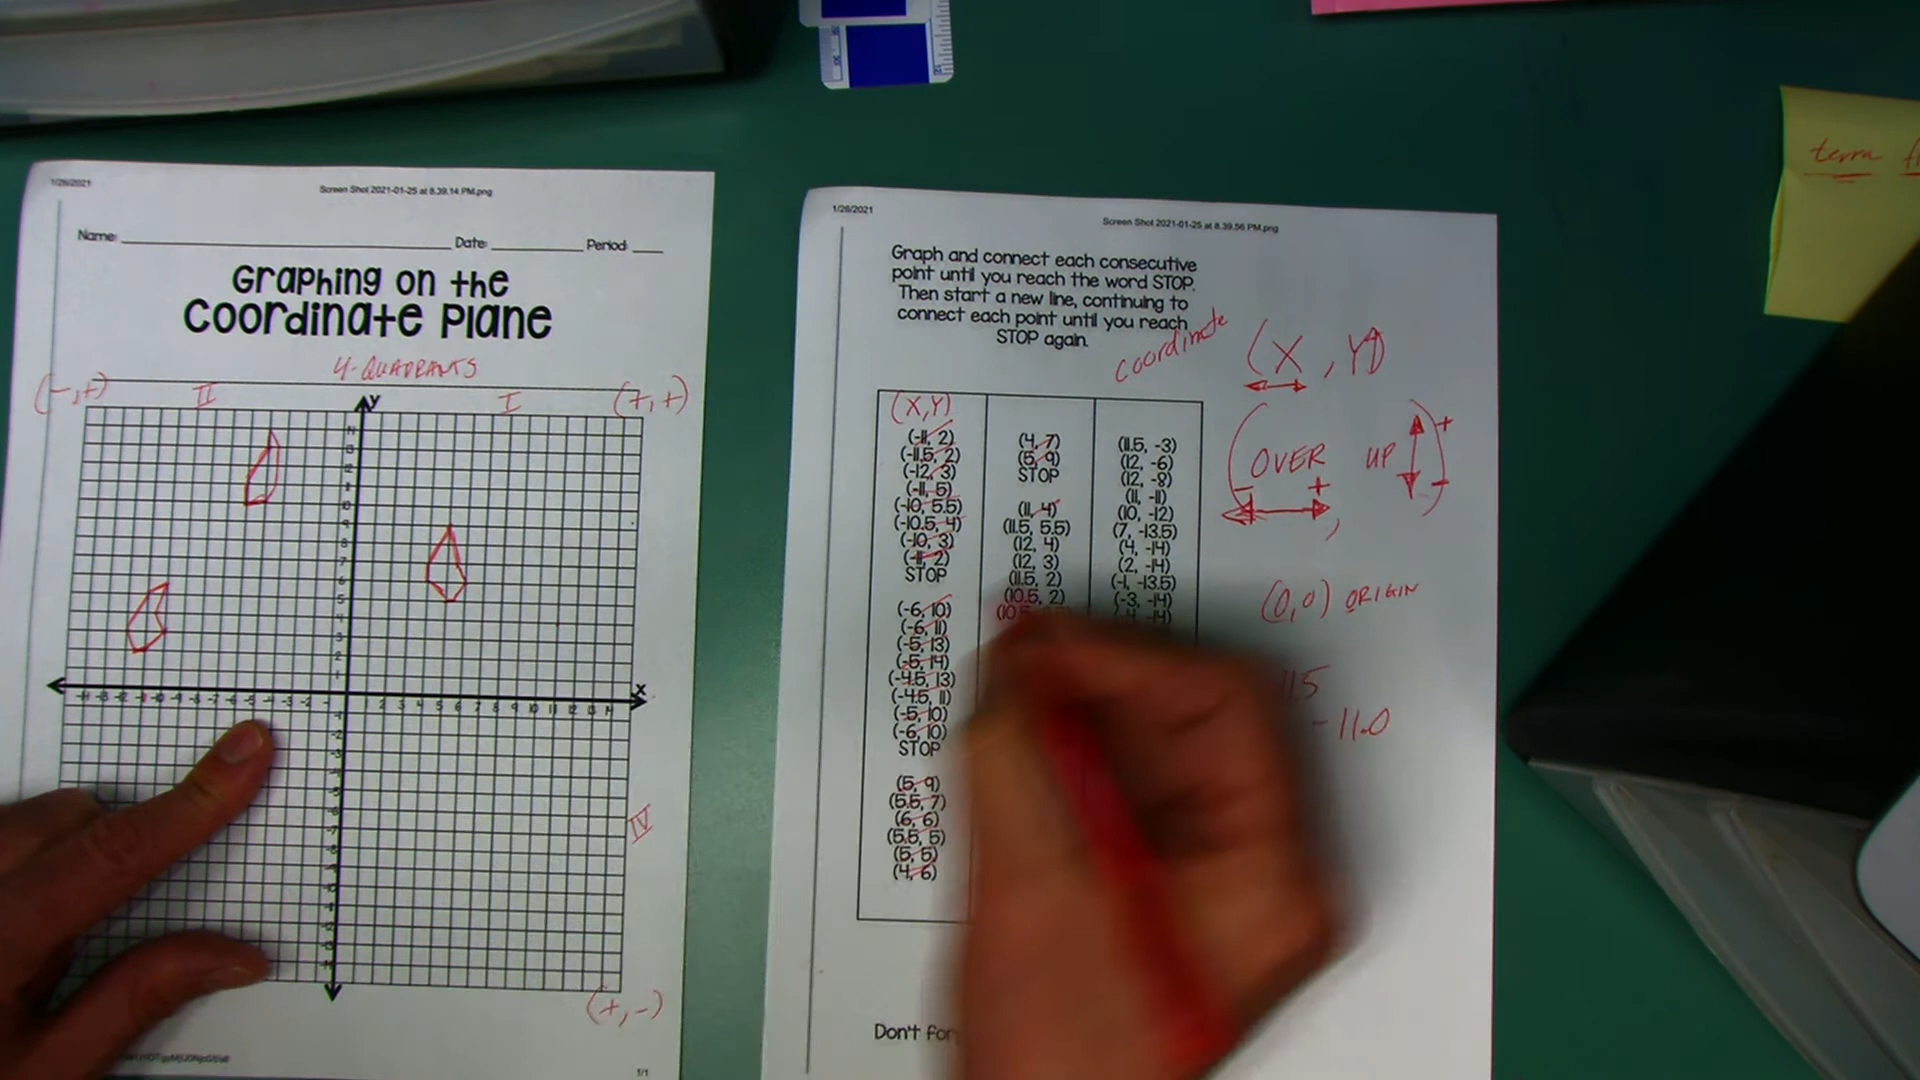 1/26/2021
Screen Shot 2021-01-25 at 8.39.14 PM.png
Name: Date: Period:
Graphing on the
Coordinate Plane
4-QUADRANTS
(-,+) II I (+,+)
y
x
IV
(+,-)
1/1
1/26/2021
Screen Shot 2021-01-25 at 8.39.56 PM.png
Graph and connect each consecutive
point until you reach the word STOP.
Then start a new line, continuing to
connect each point until you reach
STOP again.
coordinate
(X, Y)
(OVER UP)
+
-
- +
,
(0,0) ORIGIN
-11.0
(X,Y)
(-11, 2)
(-11.5, 2)
(-12, 3)
(-11, 5)
(-10, 5.5)
(-10.5, 4)
(-10, 3)
(-11, 2)
STOP
(-6, 10)
(-6, 11)
(-5, 13)
(-5, 14)
(-4.5, 13)
(-4.5, 11)
(-5, 10)
(-6, 10)
STOP
(5, 9)
(5.5, 7)
(6, 6)
(5.5, 5)
(5, 5)
(4, 6)
(4, 7)
(5, 9)
STOP
(11, 4)
(11.5, 5.5)
(12, 4)
(12, 3)
(11.5, 2)
(10.5, 2)
(11.5, -3)
(12, -6)
(12, -8)
(11, -11)
(10, -12)
(7, -13.5)
(4, -14)
(2, -14)
(-1, -13.5)
(-3, -14)
Don't for
terra